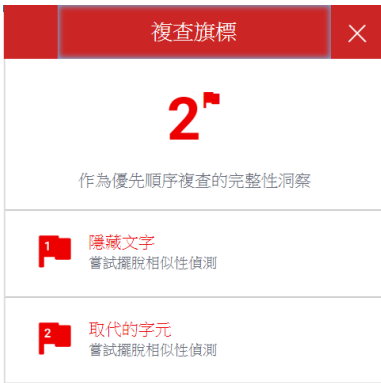 複查旗標
2
作為優先順序複查的完整性洞察
1
隱藏文字
嘗試擺脫相似性偵測
2
取代的字元
嘗試擺脫相似性偵測